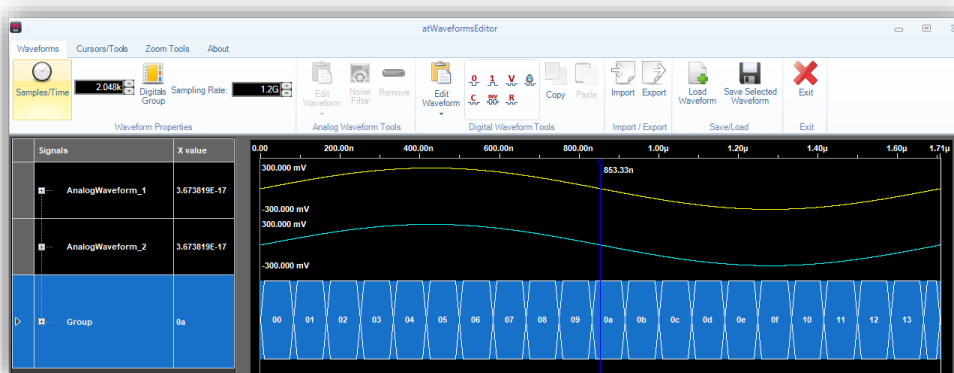 atWaveformsEditor
Waveforms Cursors/Tools Zoom Tools About
Samples/Time 2.048k Digitals Group Sampling Rate: 1.2G
Edit Waveform Noise Filter Remove
Edit Waveform 0 1 V C INV R Copy Paste
Import Export Load Waveform Save Selected Waveform Exit
Waveform Properties Analog Waveform Tools Digital Waveform Tools Import / Export Save/Load Exit
Signals X value
0.00 200.00n 400.00n 600.00n 800.00n 1.00µ 1.20µ 1.40µ 1.60µ 1.71µ
853.33n
AnalogWaveform_1 3.673819E-17
300.000 mV
-300.000 mV
AnalogWaveform_2 3.673819E-17
300.000 mV
-300.000 mV
Group 0a
00 01 02 03 04 05 06 07 08 09 0a 0b 0c 0d 0e 0f 10 11 12 13